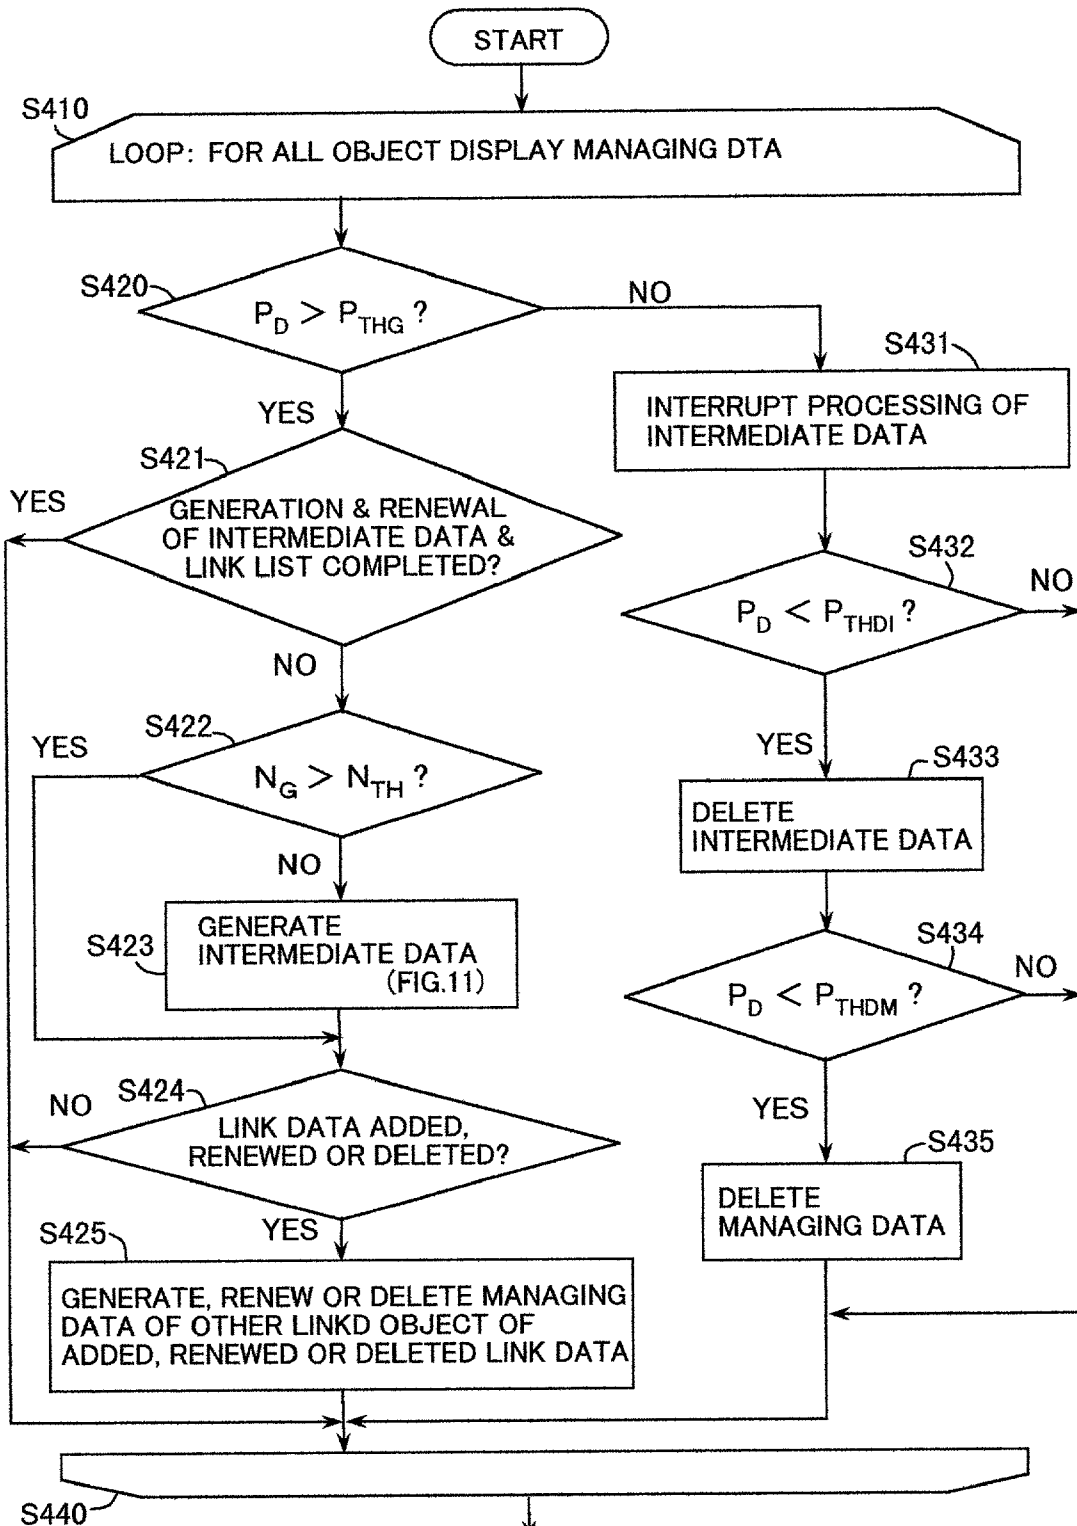 START
S410
LOOP: FOR ALL OBJECT DISPLAY MANAGING DTA
S420
P_D > P_THG ?
NO
YES
S431
INTERRUPT PROCESSING OF
INTERMEDIATE DATA
S421
YES
GENERATION & RENEWAL
OF INTERMEDIATE DATA &
LINK LIST COMPLETED?
NO
S432
P_D < P_THDI ?
NO
YES
S422
YES
N_G > N_TH ?
NO
S433
DELETE
INTERMEDIATE DATA
S423
GENERATE
INTERMEDIATE DATA
(FIG.11)
S434
P_D < P_THDM ?
NO
YES
S424
NO
LINK DATA ADDED,
RENEWED OR DELETED?
YES
S435
DELETE
MANAGING DATA
S425
GENERATE, RENEW OR DELETE MANAGING
DATA OF OTHER LINKD OBJECT OF
ADDED, RENEWED OR DELETED LINK DATA
S440